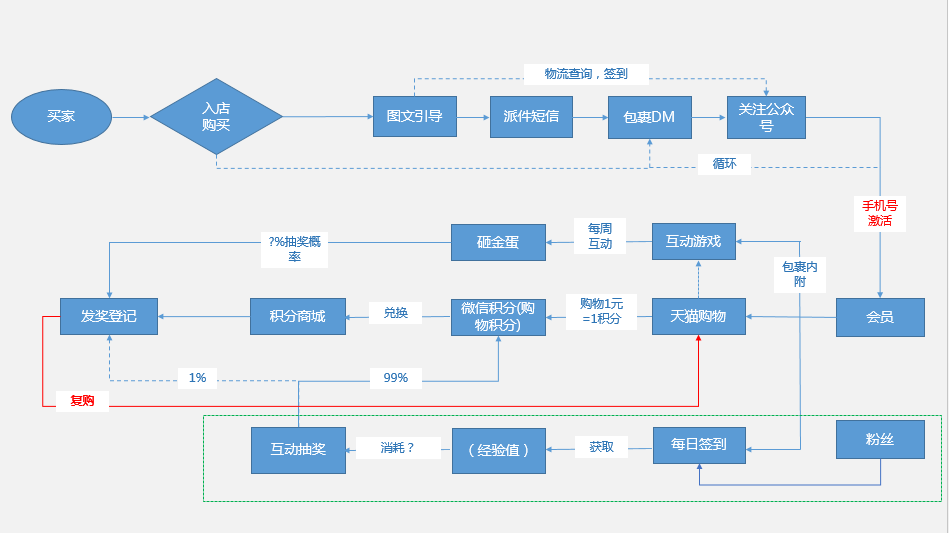 物流查询，签到
买家
入店
购买
图文引导
派件短信
包裹DM
关注公众
号
循环
手机号
激活
?%抽奖概
率
砸金蛋
每周
互动
互动游戏
包裹内
附
发奖登记
积分商城
兑换
微信积分(购
物积分)
购物1元
=1积分
天猫购物
会员
1%
99%
复购
互动抽奖
消耗？
（经验值）
获取
每日签到
粉丝